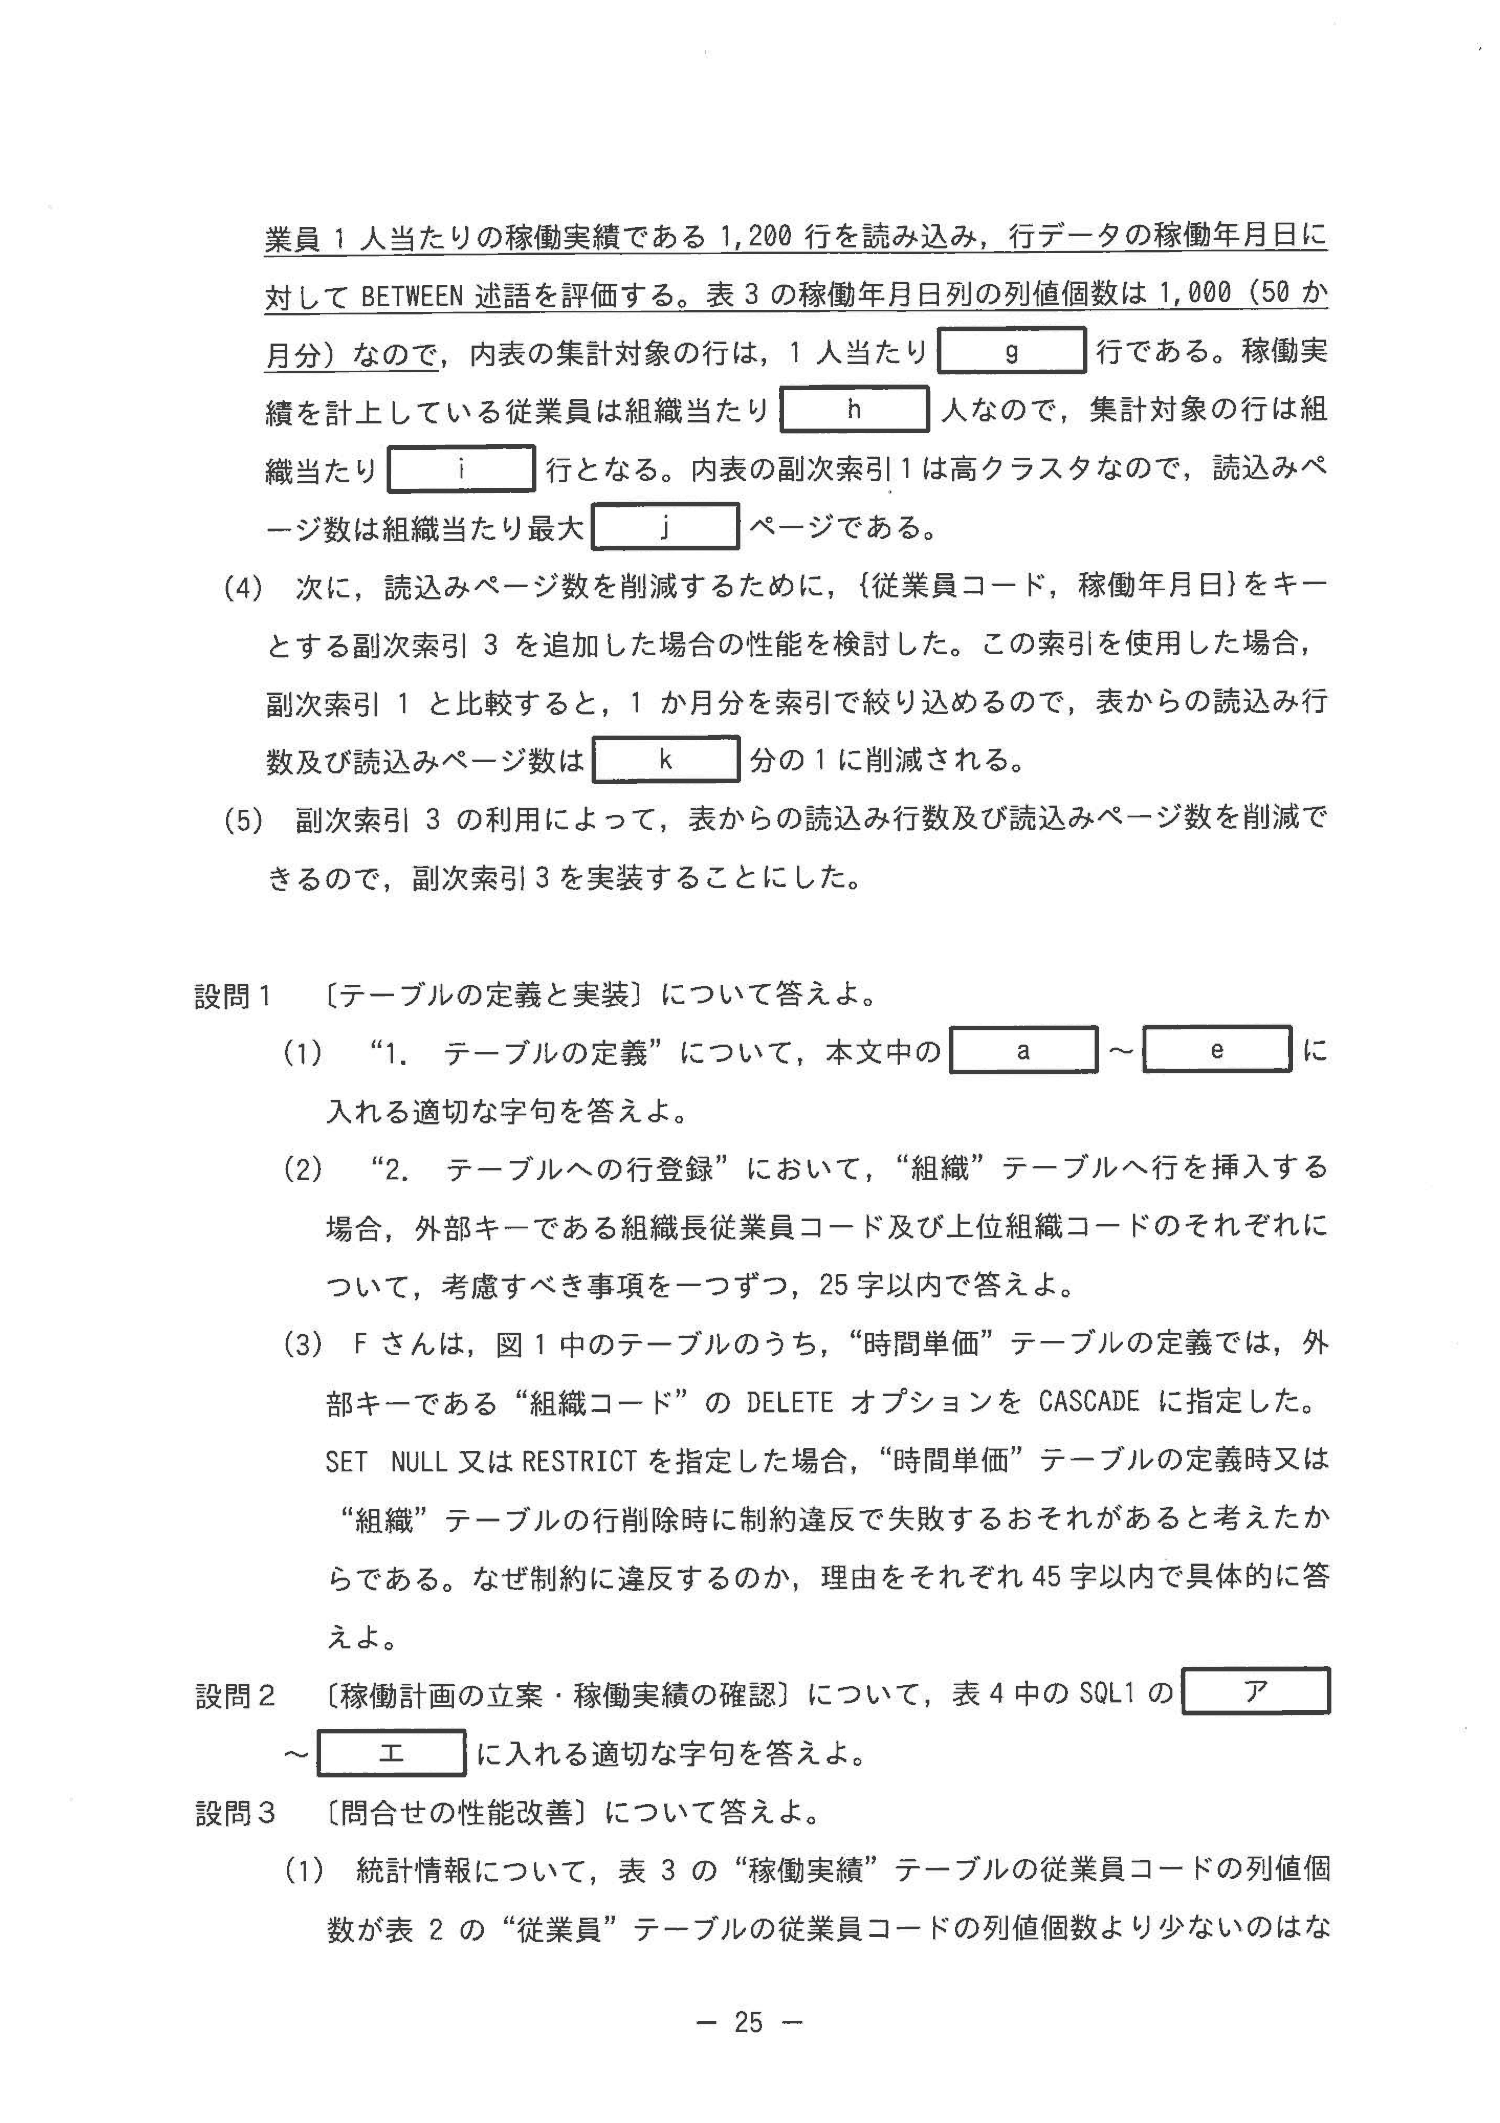 業員 1 人当たりの稼働実績である 1,200 行を読み込み，行データの稼働年月日に
対して BETWEEN 述語を評価する。表 3 の稼働年月日列の列値個数は 1,000（50 か
月分）なので，内表の集計対象の行は，1 人当たり g 行である。稼働実
績を計上している従業員は組織当たり h 人なので，集計対象の行は組
織当たり i 行となる。内表の副次索引 1 は高クラスタなので，読込みペ
ージ数は組織当たり最大 j ページである。
(4) 次に，読込みページ数を削減するために，{従業員コード，稼働年月日}をキー
とする副次索引 3 を追加した場合の性能を検討した。この索引を使用した場合，
副次索引 1 と比較すると，1 か月分を索引で絞り込めるので，表からの読込み行
数及び読込みページ数は k 分の 1 に削減される。
(5) 副次索引 3 の利用によって，表からの読込み行数及び読込みページ数を削減で
きるので，副次索引 3 を実装することにした。
設問 1 〔テーブルの定義と実装〕について答えよ。
(1) “1. テーブルの定義”について，本文中の a ～ e に
入れる適切な字句を答えよ。
(2) “2. テーブルへの行登録”において，“組織”テーブルへ行を挿入する
場合，外部キーである組織長従業員コード及び上位組織コードのそれぞれに
ついて，考慮すべき事項を一つずつ，25 字以内で答えよ。
(3) F さんは，図 1 中のテーブルのうち，“時間単価”テーブルの定義では，外
部キーである“組織コード”の DELETE オプションを CASCADE に指定した。
SET NULL 又は RESTRICT を指定した場合，“時間単価”テーブルの定義時又は
“組織”テーブルの行削除時に制約違反で失敗するおそれがあると考えたか
らである。なぜ制約に違反するのか，理由をそれぞれ 45 字以内で具体的に答
えよ。
設問 2 〔稼働計画の立案・稼働実績の確認〕について，表 4 中の SQL1 の ア
～ エ に入れる適切な字句を答えよ。
設問 3 〔問合せの性能改善〕について答えよ。
(1) 統計情報について，表 3 の“稼働実績”テーブルの従業員コードの列値個
数が表 2 の“従業員”テーブルの従業員コードの列値個数より少ないのはな
－ 25 －